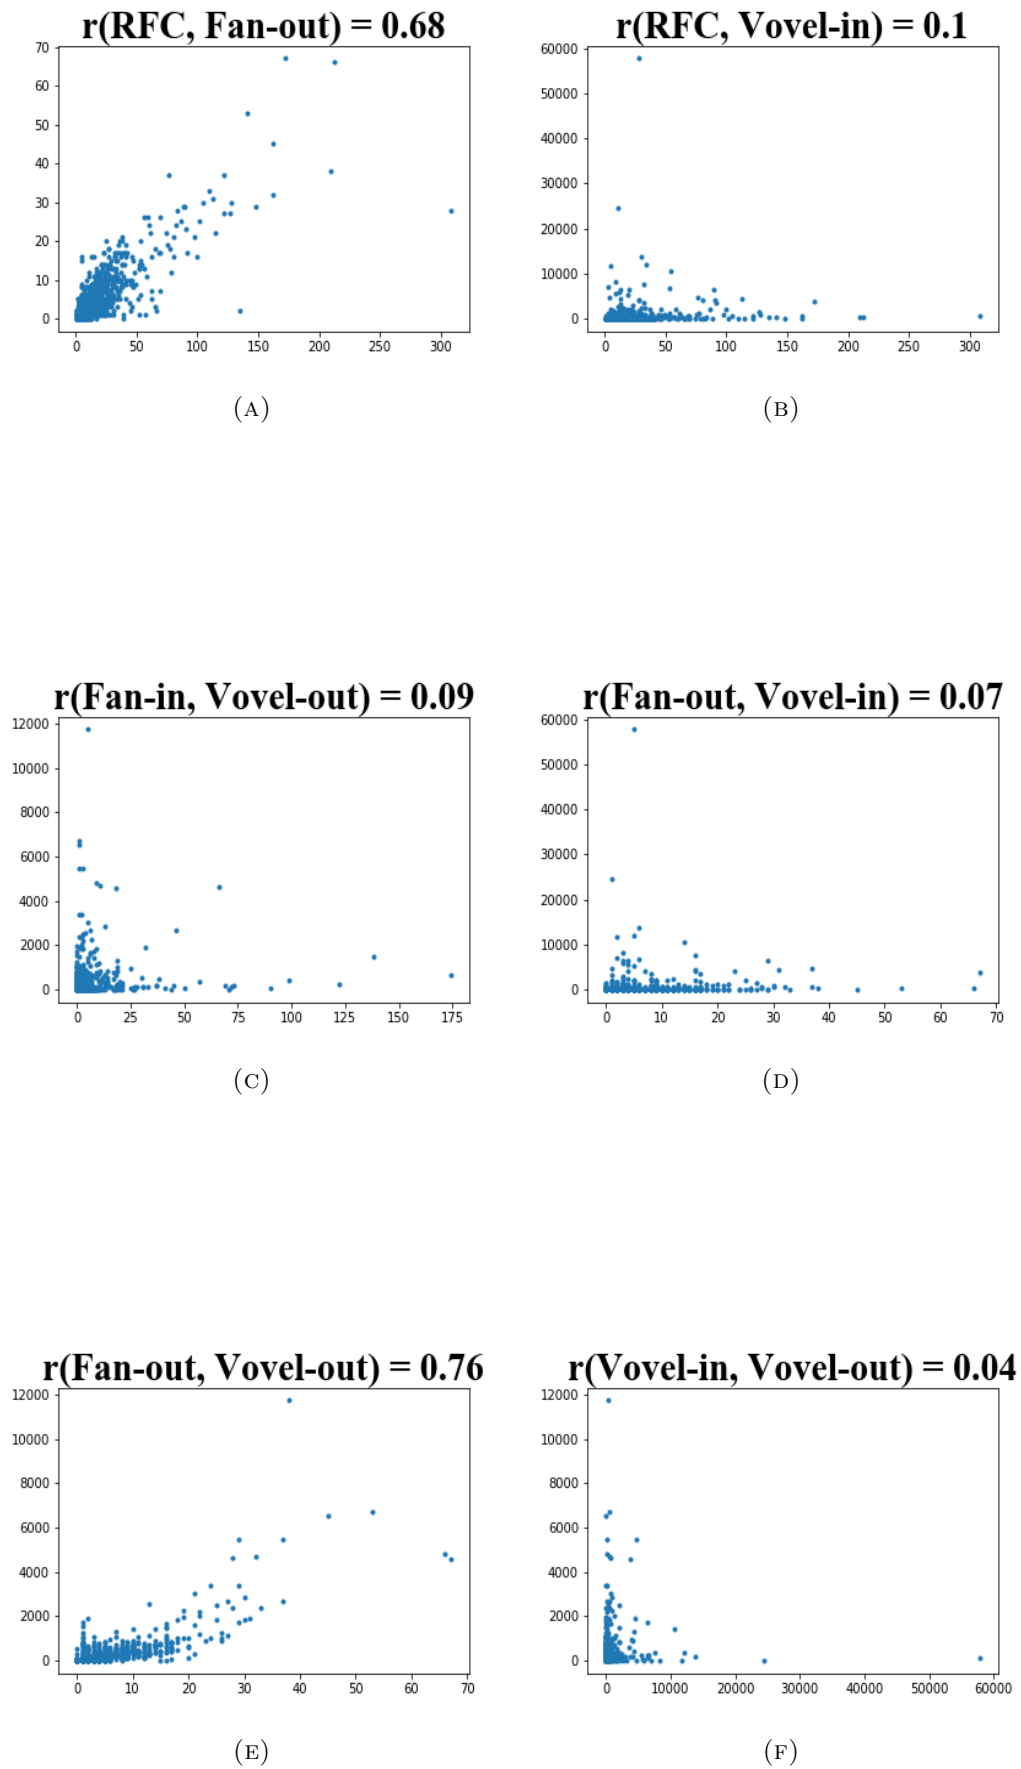 r(RFC, Fan-out) = 0.68
70
60
50
40
30
20
10
0
0 50 100 150 200 250 300
(A)
r(RFC, Vovel-in) = 0.1
60000
50000
40000
30000
20000
10000
0
0 50 100 150 200 250 300
(B)
r(Fan-in, Vovel-out) = 0.09
12000
10000
8000
6000
4000
2000
0
0 25 50 75 100 125 150 175
(C)
r(Fan-out, Vovel-in) = 0.07
60000
50000
40000
30000
20000
10000
0
0 10 20 30 40 50 60 70
(D)
r(Fan-out, Vovel-out) = 0.76
12000
10000
8000
6000
4000
2000
0
0 10 20 30 40 50 60 70
(E)
r(Vovel-in, Vovel-out) = 0.04
12000
10000
8000
6000
4000
2000
0
0 10000 20000 30000 40000 50000 60000
(F)